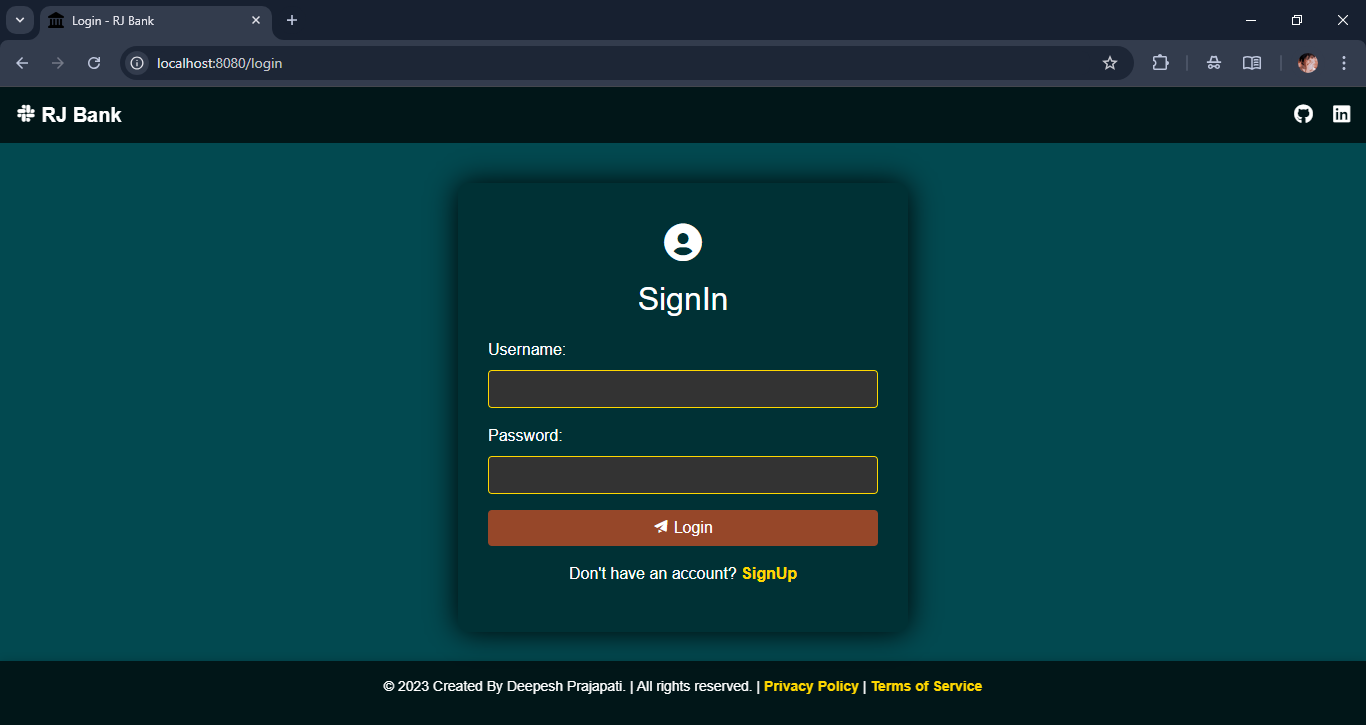 Login - RJ Bank
localhost:8080/login
RJ Bank
SignIn
Username:
Password:
Login
Don't have an account? SignUp
© 2023 Created By Deepesh Prajapati. | All rights reserved. | Privacy Policy | Terms of Service